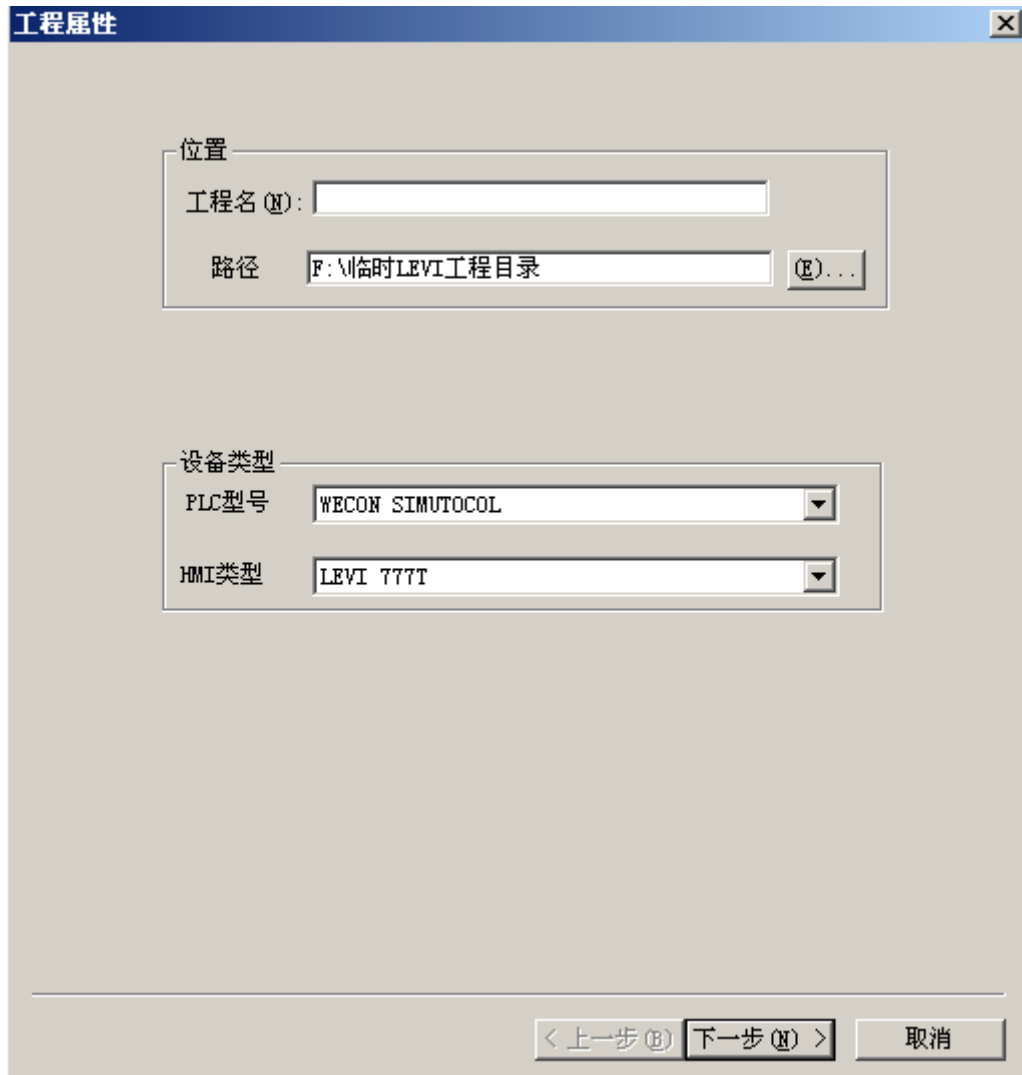 工程属性
位置
工程名(N):
路径 F:\临时LEVI工程目录 (E)...
设备类型
PLC型号 WECON SIMUTOCOL
HMI类型 LEVI 777T
< 上一步(B) 下一步(N) > 取消